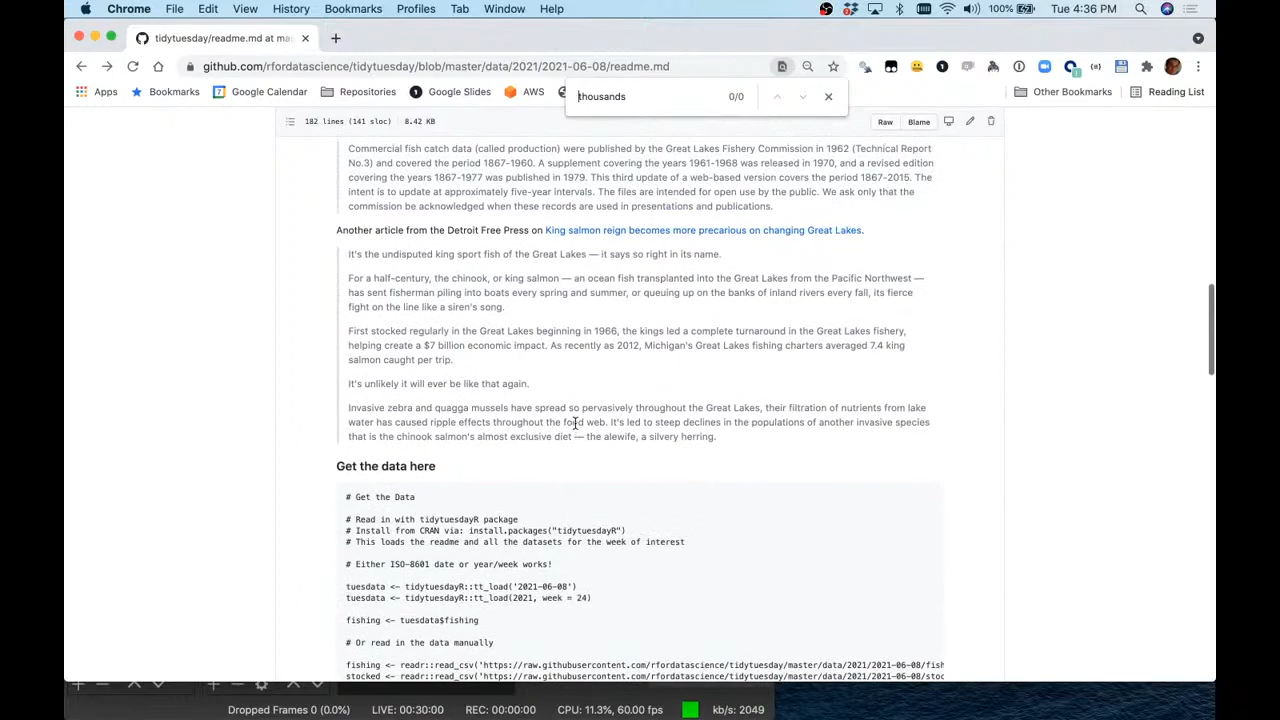 Chrome File Edit View History Bookmarks Profiles Tab Window Help 100% Tue 4:36 PM
tidytuesday/readme.md at mas
github.com/rfordatascience/tidytuesday/blob/master/data/2021/2021-06-08/readme.md
Apps Bookmarks Google Calendar Repositories Google Slides AWS Other Bookmarks Reading List
thousands 0/0
182 lines (141 sloc) 8.42 KB Raw Blame
Commercial fish catch data (called production) were published by the Great Lakes Fishery Commission in 1962 (Technical Report
No.3) and covered the period 1867-1960. A supplement covering the years 1961-1968 was released in 1970, and a revised edition
covering the years 1867-1977 was published in 1979. This third update of a web-based version covers the period 1867-2015. The
intent is to update at approximately five-year intervals. The files are intended for open use by the public. We ask only that the
commission be acknowledged when these records are used in presentations and publications.
Another article from the Detroit Free Press on King salmon reign becomes more precarious on changing Great Lakes.
It's the undisputed king sport fish of the Great Lakes — it says so right in its name.
For a half-century, the chinook, or king salmon — an ocean fish transplanted into the Great Lakes from the Pacific Northwest —
has sent fisherman piling into boats every spring and summer, or queuing up on the banks of inland rivers every fall, its fierce
fight on the line like a siren's song.
First stocked regularly in the Great Lakes beginning in 1966, the kings led a complete turnaround in the Great Lakes fishery,
helping create a $7 billion economic impact. As recently as 2012, Michigan's Great Lakes fishing charters averaged 7.4 king
salmon caught per trip.
It's unlikely it will ever be like that again.
Invasive zebra and quagga mussels have spread so pervasively throughout the Great Lakes, their filtration of nutrients from lake
water has caused ripple effects throughout the food web. It's led to steep declines in the populations of another invasive species
that is the chinook salmon's almost exclusive diet — the alewife, a silvery herring.
Get the data here
# Get the Data
# Read in with tidytuesdayR package
# Install from CRAN via: install.packages("tidytuesdayR")
# This loads the readme and all the datasets for the week of interest
# Either ISO-8601 date or year/week works!
tuesdata <- tidytuesdayR::tt_load('2021-06-08')
tuesdata <- tidytuesdayR::tt_load(2021, week = 24)
fishing <- tuesdata$fishing
# Or read in the data manually
fishing <- readr::read_csv('https://raw.githubusercontent.com/rfordatascience/tidytuesday/master/data/2021/2021-06-08/fish
stocked <- readr::read_csv('https://raw.githubusercontent.com/rfordatascience/tidytuesday/master/data/2021/2021-06-08/stoc
Dropped Frames 0 (0.0%) LIVE: 00:30:00 REC: 00:00:00 CPU: 11.3%, 60.00 fps kb/s: 2049